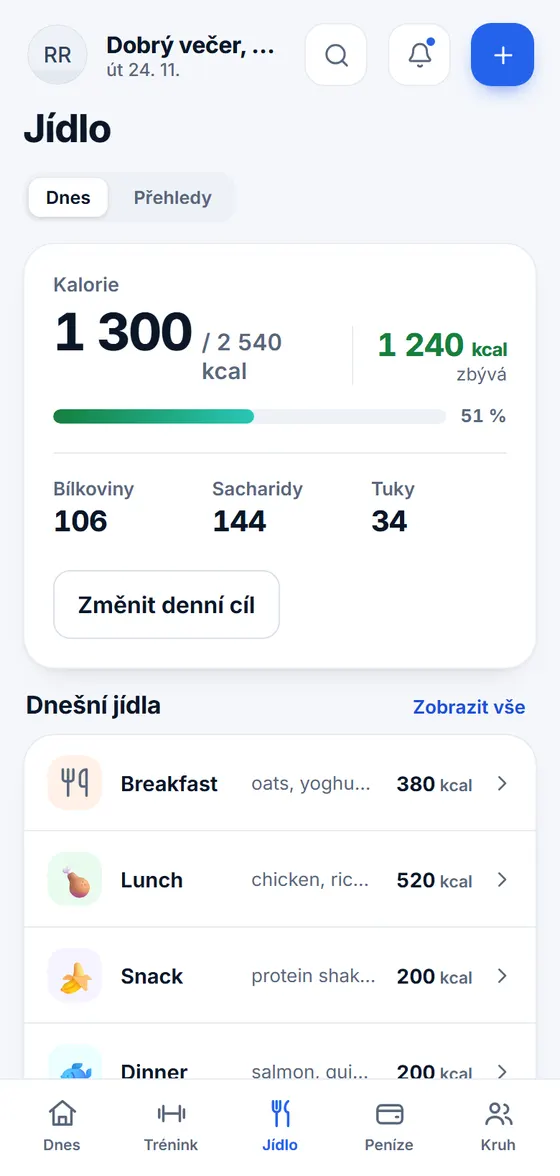 RR
Dobrý večer, ...
út 24. 11.
Jídlo
Dnes
Přehledy
Kalorie
1 300 / 2 540 kcal
1 240 kcal
zbývá
51 %
Bílkoviny
106
Sacharidy
144
Tuky
34
Změnit denní cíl
Dnešní jídla
Zobrazit vše
Breakfast oats, yoghu... 380 kcal
Lunch chicken, ric... 520 kcal
Snack protein shak... 200 kcal
Dinner salmon, qui... 200 kcal
Dnes
Trénink
Jídlo
Peníze
Kruh